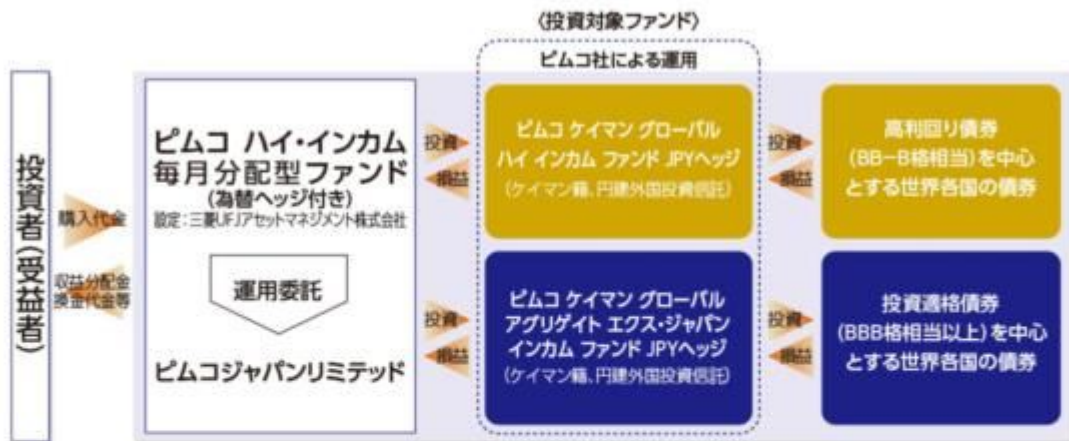 〈投資対象ファンド〉
ピムコ社による運用
投資者(受益者)
購入代金
収益分配金
換金代金等
ピムコ ハイ・インカム
毎月分配型ファンド
(為替ヘッジ付き)
設定:三菱UFJアセットマネジメント株式会社
運用委託
ピムコジャパンリミテッド
投資
損益
ピムコ ケイマン グローバル
ハイ インカム ファンド JPYヘッジ
(ケイマン籍、円建外国投資信託)
投資
損益
高利回り債券
(BB−B格相当)を中心
とする世界各国の債券
投資
損益
ピムコ ケイマン グローバル
アグリゲイト エクス・ジャパン
インカム ファンド JPYヘッジ
(ケイマン籍、円建外国投資信託)
投資
損益
投資適格債券
(BBB格相当以上)を中心
とする世界各国の債券